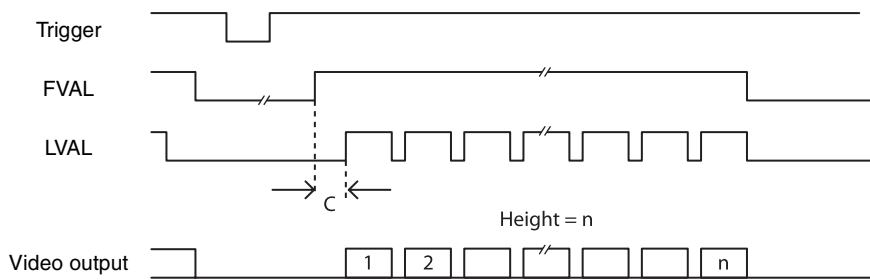 Trigger
FVAL
LVAL
C
Height = n
Video output
1
2
n